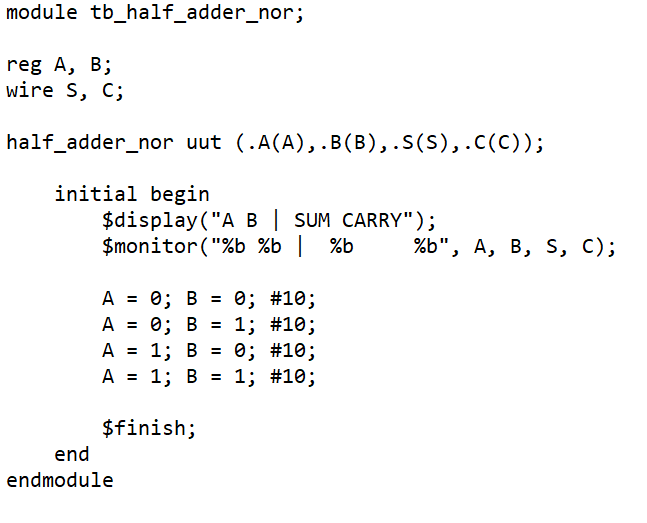 module tb_half_adder_nor;

reg A, B;
wire S, C;

half_adder_nor uut (.A(A),.B(B),.S(S),.C(C));

    initial begin
        $display("A B | SUM CARRY");
        $monitor("%b %b |  %b     %b", A, B, S, C);

        A = 0; B = 0; #10;
        A = 0; B = 1; #10;
        A = 1; B = 0; #10;
        A = 1; B = 1; #10;

        $finish;
    end
endmodule